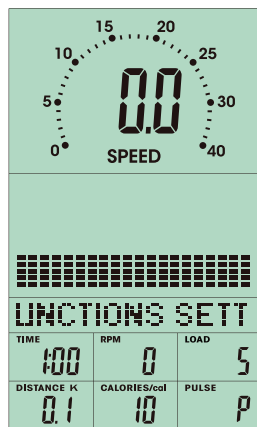 15 20
10 25
5 30
0 40
0.0
SPEED
UNCTIONS SETT
TIME RPM LOAD
1:00 0 5
DISTANCE K CALORIES/cal PULSE
0.1 10 P